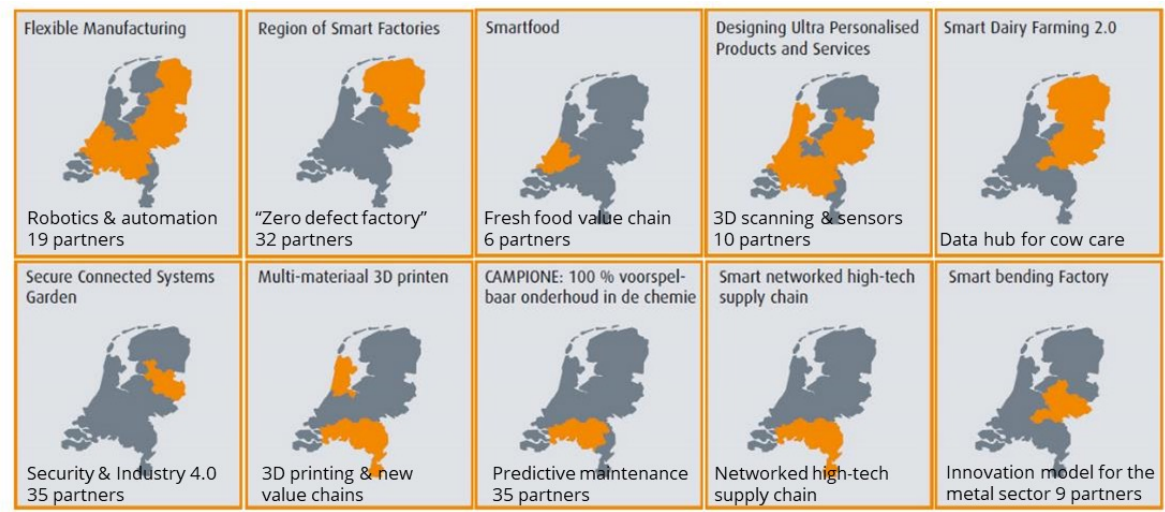 Flexible Manufacturing
Robotics & automation
19 partners
Region of Smart Factories
“Zero defect factory”
32 partners
Smartfood
Fresh food value chain
6 partners
Designing Ultra Personalised
Products and Services
3D scanning & sensors
10 partners
Smart Dairy Farming 2.0
Data hub for cow care
Secure Connected Systems
Garden
Security & Industry 4.0
35 partners
Multi-materiaal 3D printen
3D printing & new
value chains
CAMPIONE: 100 % voorspel-
baar onderhoud in de chemie
Predictive maintenance
35 partners
Smart networked high-tech
supply chain
Networked high-tech
supply chain
Smart bending Factory
Innovation model for the
metal sector 9 partners